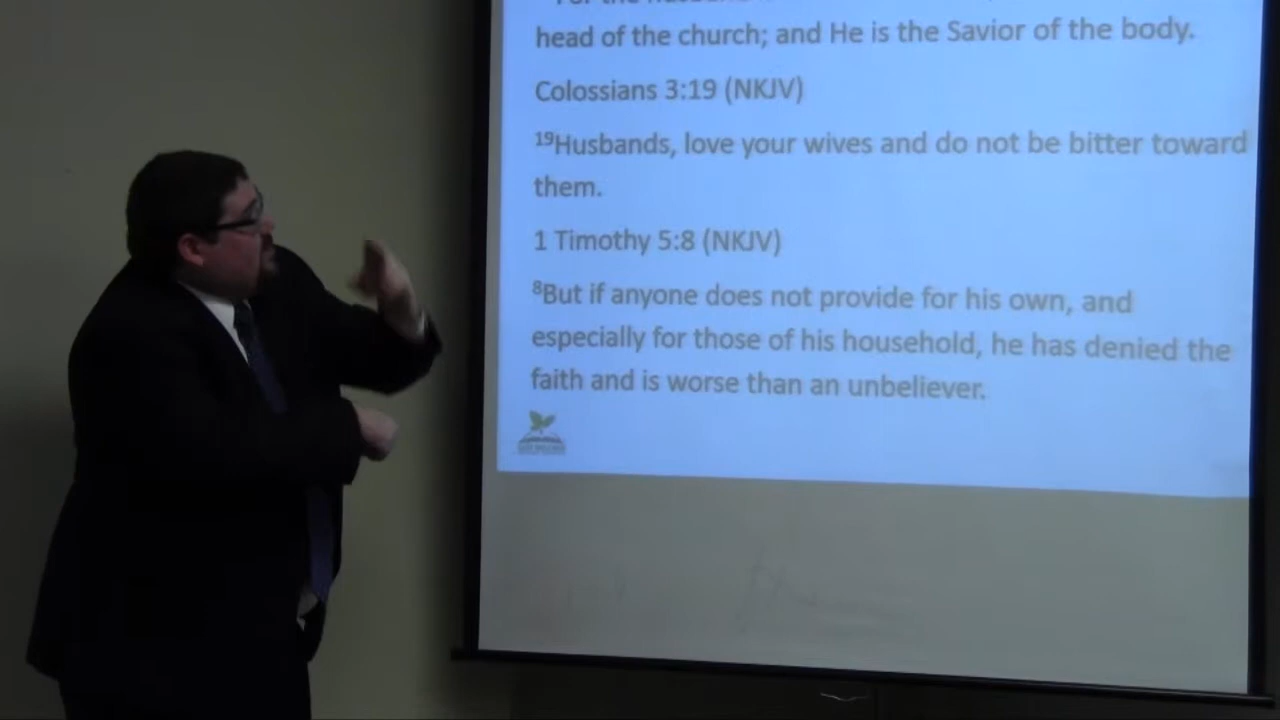 For the husband
head of the church; and He is the Savior of the body.
Colossians 3:19 (NKJV)
19Husbands, love your wives and do not be bitter toward
them.
1 Timothy 5:8 (NKJV)
8But if anyone does not provide for his own, and
especially for those of his household, he has denied the
faith and is worse than an unbeliever.